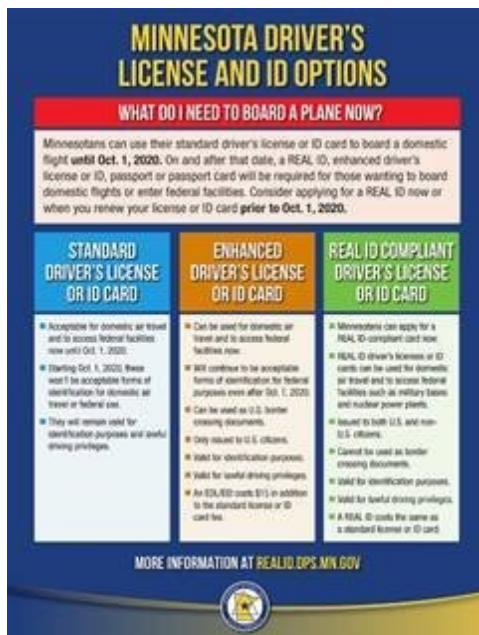 MINNESOTA DRIVER'S
LICENSE AND ID OPTIONS
WHAT DO I NEED TO BOARD A PLANE NOW?
Minnesotans can use their standard driver's license or ID card to board a domestic
flight until Oct. 1, 2020. On and after that date, a REAL ID, enhanced driver's
license or ID, passport or passport card will be required for those wanting to board
domestic flights or enter federal facilities. Consider applying for a REAL ID now or
when you renew your license or ID card prior to Oct. 1, 2020.
STANDARD
DRIVER'S LICENSE
OR ID CARD
Acceptable for domestic air travel
and to access federal facilities
now until Oct. 1, 2020.
Starting Oct. 1, 2020, these
won't be acceptable forms of
identification for domestic air
travel or federal use.
They will remain valid for
identification purposes and lawful
driving privileges.
ENHANCED
DRIVER'S LICENSE
OR ID CARD
Can be used for domestic air
travel and to access federal
facilities now.
Will continue to be acceptable
forms of identification for federal
purposes even after Oct. 1, 2020.
Can be used as U.S. border
crossing documents.
Only issued to U.S. citizens.
Valid for identification purposes.
Valid for lawful driving privileges.
An EDL/EID costs $15 in addition
to the standard license or ID
card fee.
REAL ID COMPLIANT
DRIVER'S LICENSE
OR ID CARD
Minnesotans can apply for a
REAL ID-compliant card now.
REAL ID driver's licenses or ID
cards can be used for domestic
air travel and to access federal
facilities such as military bases
and nuclear power plants.
Issued to both U.S. and non-
U.S. citizens.
Cannot be used as border
crossing documents.
Valid for identification purposes.
Valid for lawful driving privileges.
A REAL ID costs the same as
a standard license or ID card.
MORE INFORMATION AT REALID.DPS.MN.GOV